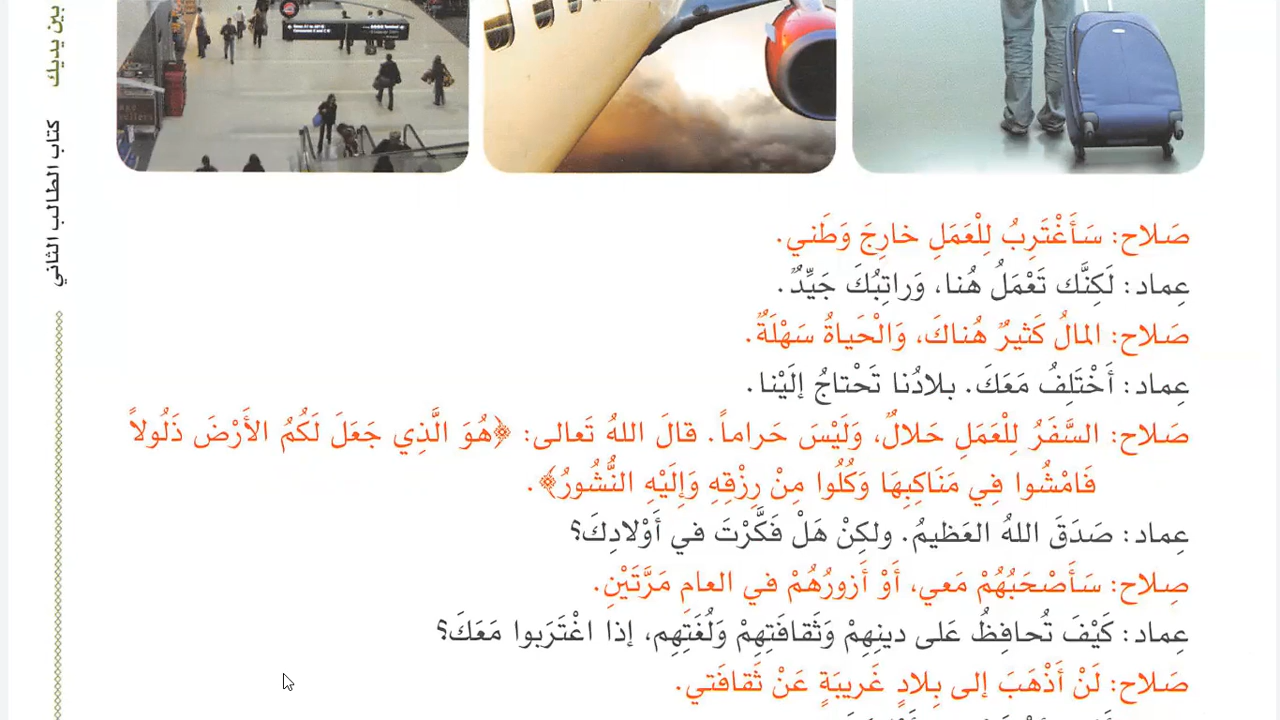 بين يديك
كتاب الطالب الثاني
صَلاح: سَأَغْتَرِبُ لِلْعَمَلِ خارِجَ وَطَني.
عِماد: لَكِنَّك تَعْمَلُ هُنا، وَراتِبُكَ جَيِّدٌ.
صَلاح: المالُ كَثيرٌ هُناكَ، وَالْحَياةُ سَهْلَةٌ.
عِماد: أَخْتَلِفُ مَعَكَ. بلادُنا تَحْتاجُ إلَيْنا.
صَلاح: السَّفَرُ لِلْعَمَلِ حَلالٌ، وَلَيْسَ حَراماً. قالَ اللهُ تَعالى: ﴿هُوَ الَّذِي جَعَلَ لَكُمُ الأَرْضَ ذَلُولاً
فَامْشُوا فِي مَنَاكِبِهَا وَكُلُوا مِنْ رِزْقِهِ وَإِلَيْهِ النُّشُورُ﴾.
عِماد: صَدَقَ اللهُ العَظيمُ. ولكِنْ هَلْ فَكَّرْتَ في أَوْلادِكَ؟
صِلاح: سَأَصْحَبُهُمْ مَعي، أَوْ أَزورُهُمْ في العامِ مَرَّتَيْنِ.
عِماد: كَيْفَ تُحافِظُ عَلى دينِهِمْ وَثَقافَتِهِمْ وَلُغَتِهِم، إذا اغْتَرَبوا مَعَكَ؟
صَلاح: لَنْ أَذْهَبَ إلى بِلادٍ غَريبَةٍ عَنْ ثَقافَتي.